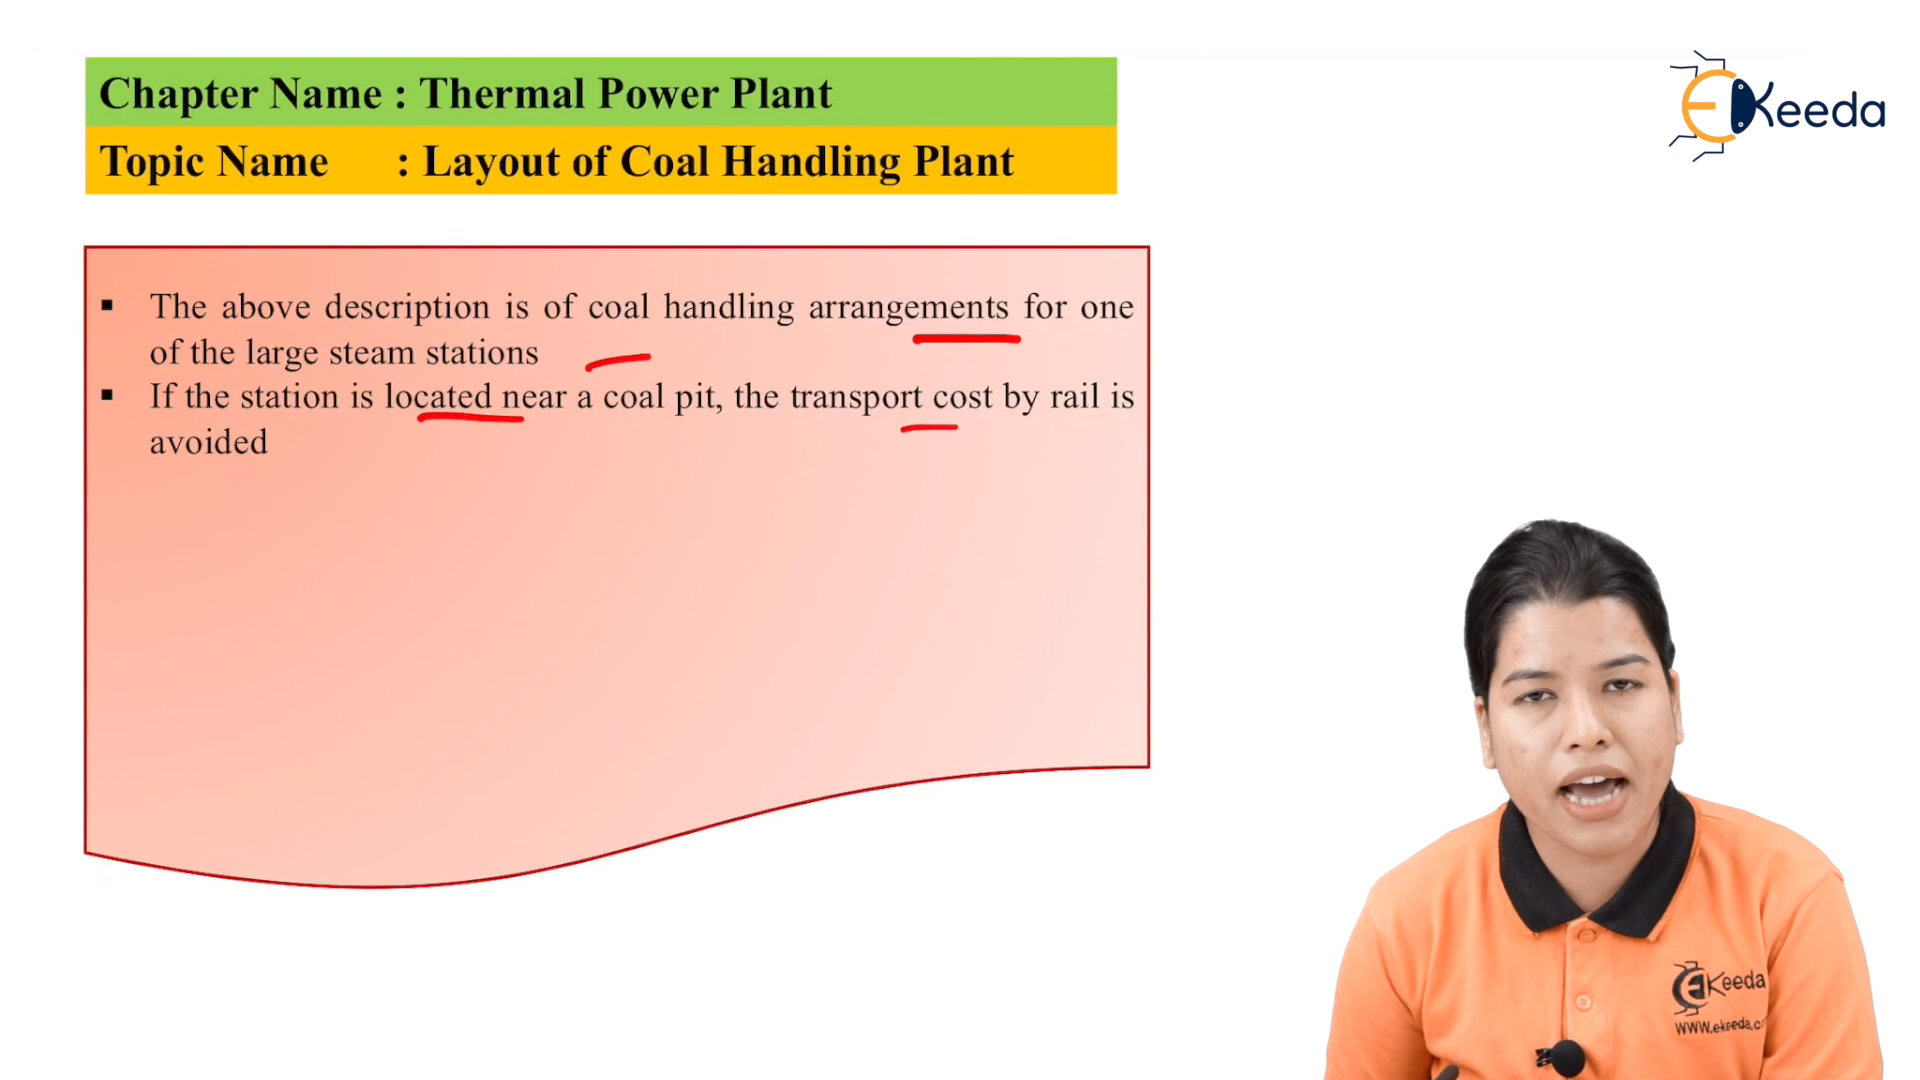 Chapter Name : Thermal Power Plant
Topic Name : Layout of Coal Handling Plant
Keeda
▪ The above description is of coal handling arrangements for one
of the large steam stations
▪ If the station is located near a coal pit, the transport cost by rail is
avoided
Keeda
www.ekeeda.c